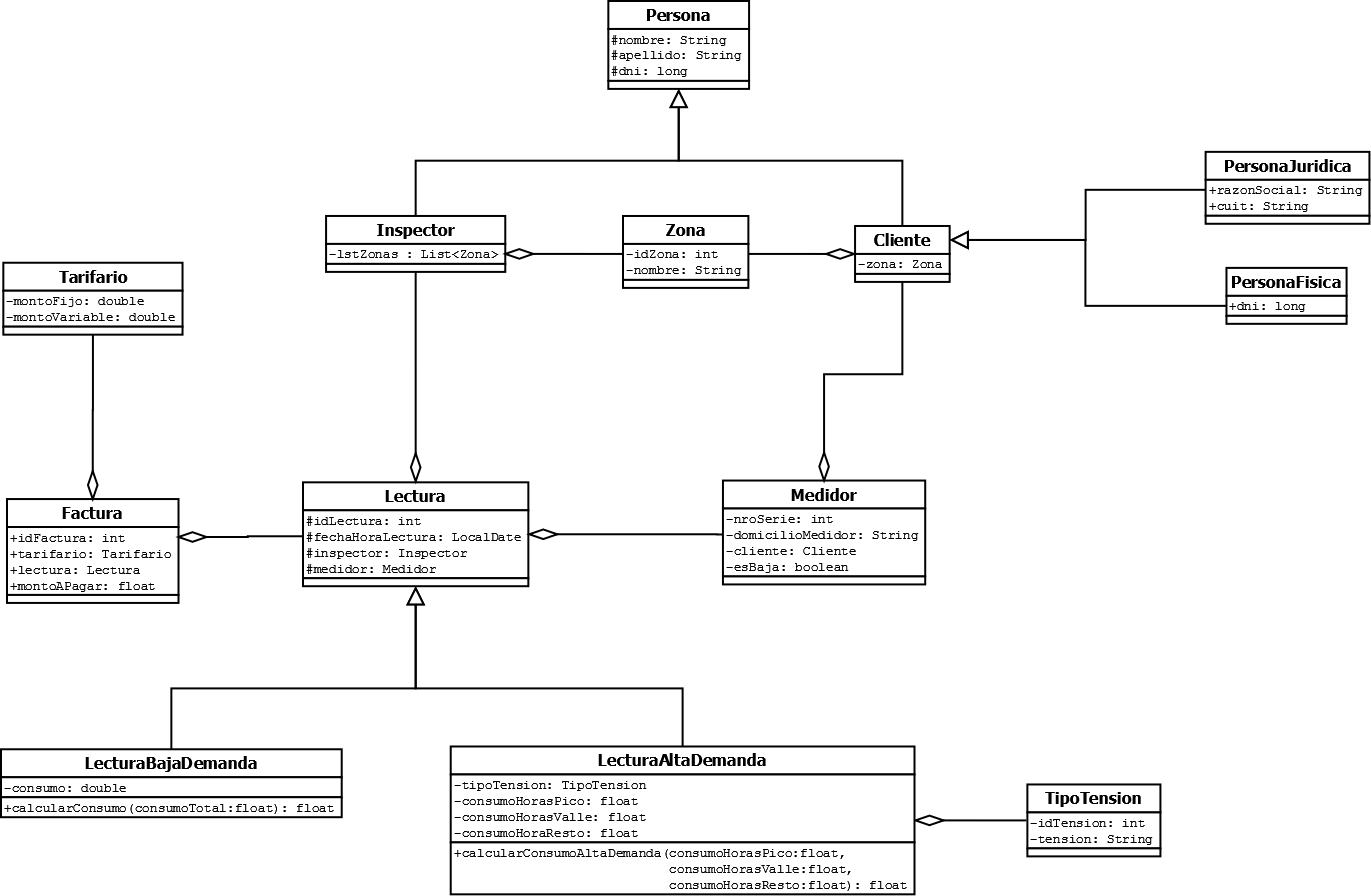 Persona
#nombre: String
#apellido: String
#dni: long
PersonaJuridica
+razonSocial: String
+cuit: String
Inspector
-lstZonas : List<Zona>
Zona
-idZona: int
-nombre: String
Cliente
-zona: Zona
PersonaFisica
+dni: long
Tarifario
-montoFijo: double
-montoVariable: double
Factura
+idFactura: int
+tarifario: Tarifario
+lectura: Lectura
+montoAPagar: float
Lectura
#idLectura: int
#fechaHoraLectura: LocalDate
#inspector: Inspector
#medidor: Medidor
Medidor
-nroSerie: int
-domicilioMedidor: String
-cliente: Cliente
-esBaja: boolean
LecturaBajaDemanda
-consumo: double
+calcularConsumo(consumoTotal:float): float
LecturaAltaDemanda
-tipoTension: TipoTension
-consumoHorasPico: float
-consumoHorasValle: float
-consumoHoraResto: float
+calcularConsumoAltaDemanda(consumoHorasPico:float,
consumoHorasValle:float,
consumoHorasResto:float): float
TipoTension
-idTension: int
-tension: String